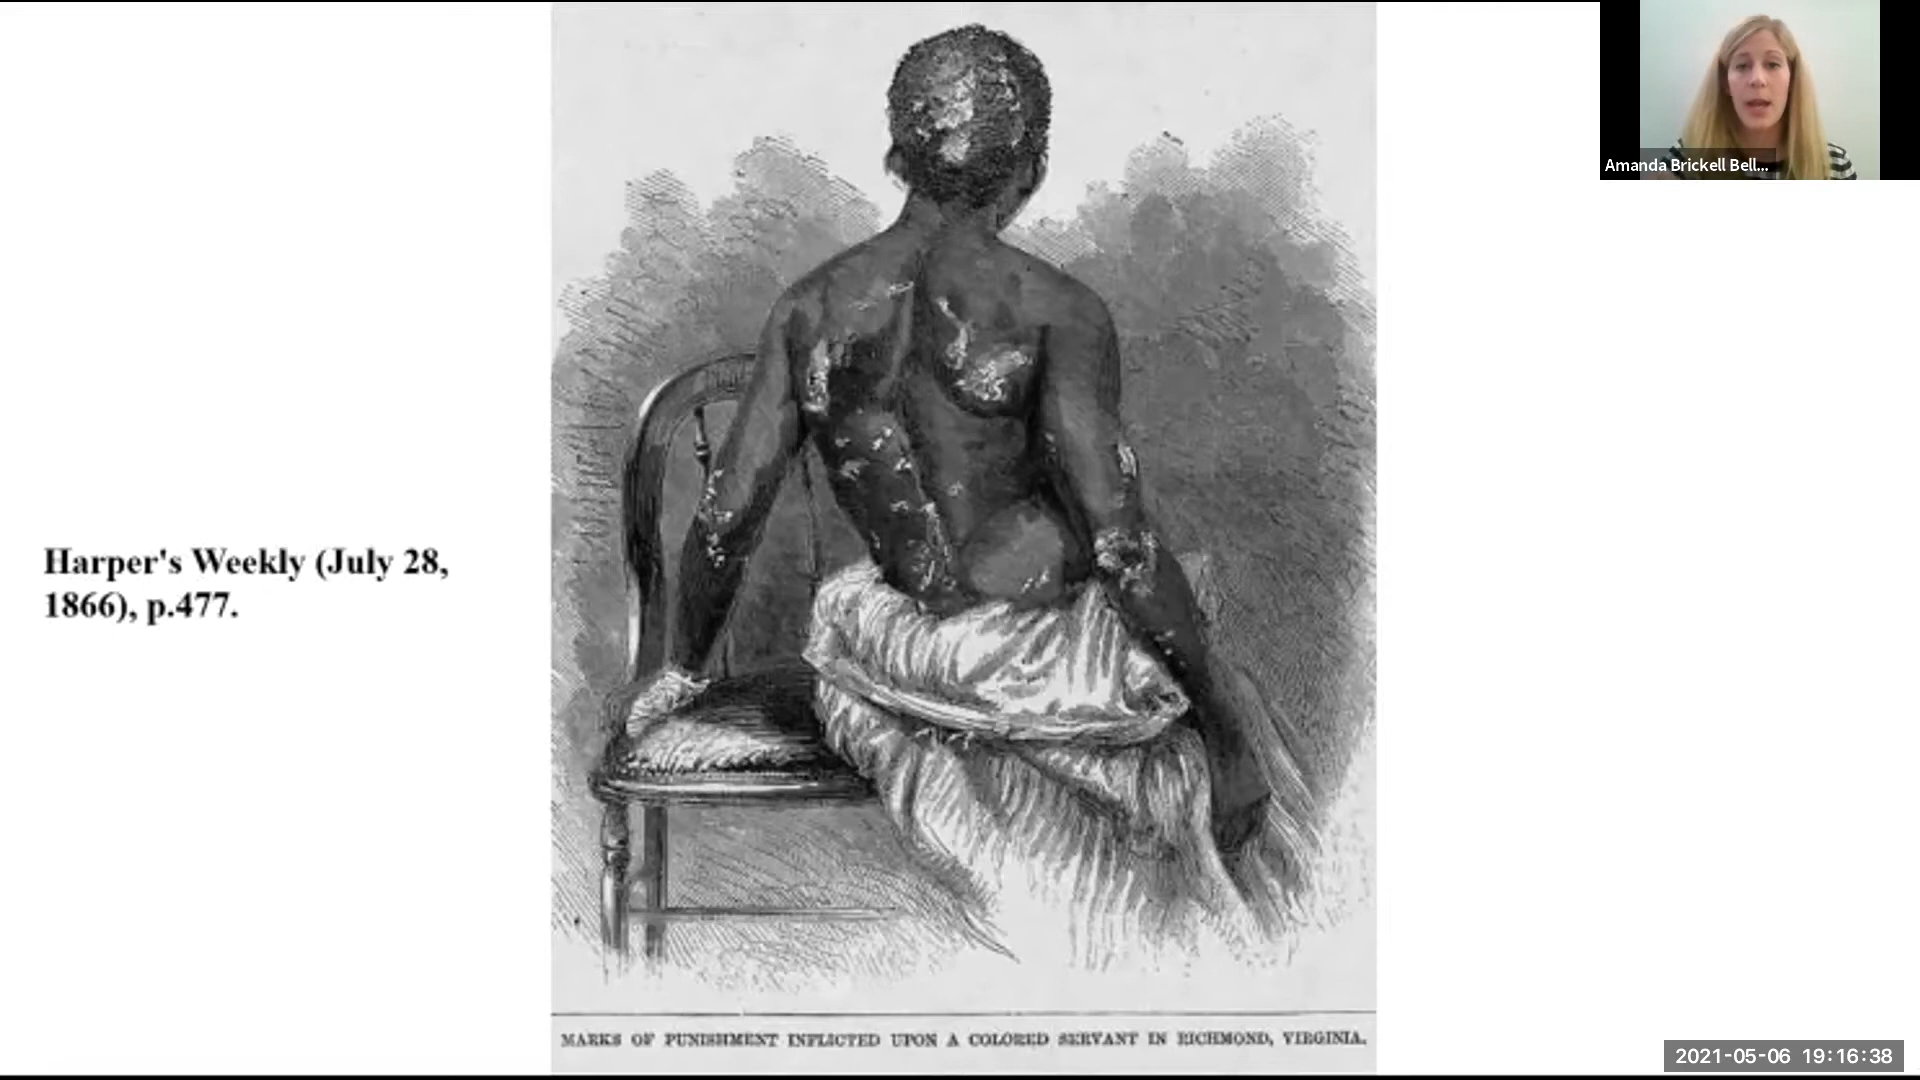 Amanda Brickell Bell...
Harper's Weekly (July 28,
1866), p.477.
MARKS OF PUNISHMENT INFLICTED UPON A COLORED SERVANT IN RICHMOND, VIRGINIA.
2021-05-06 19:16:38